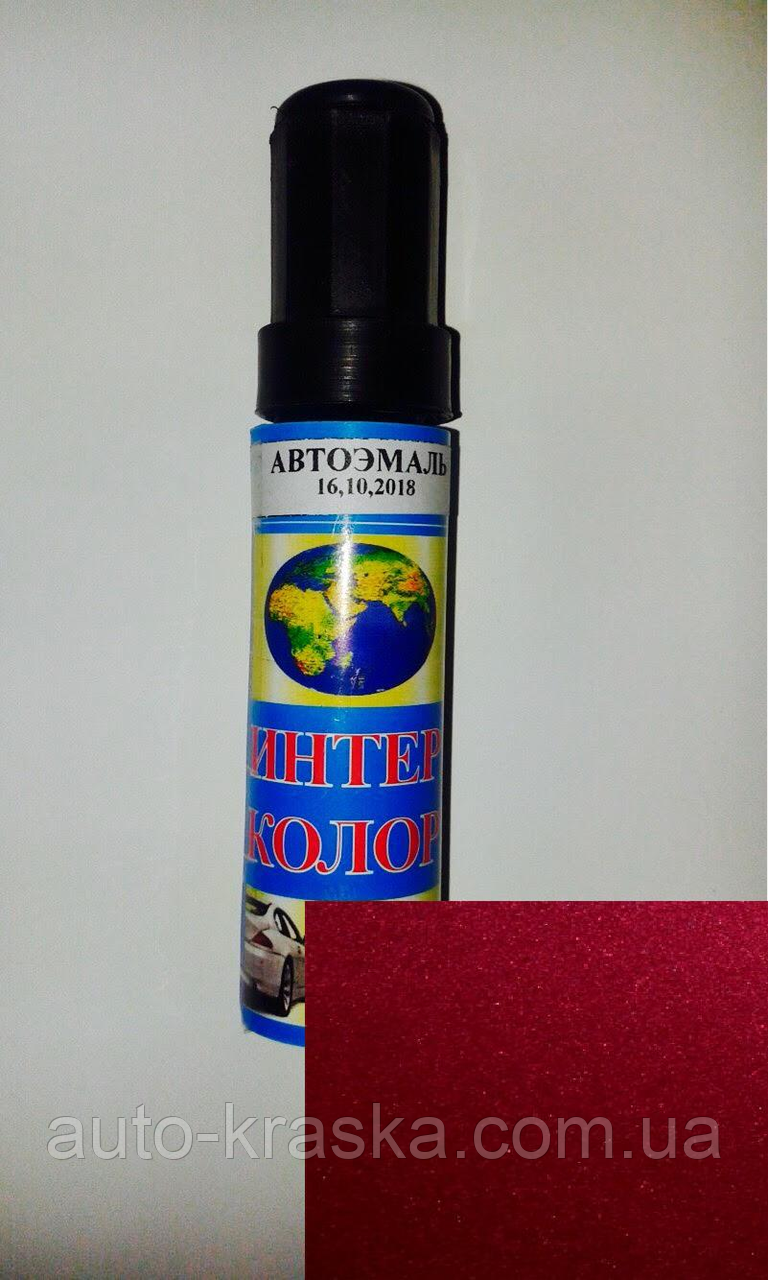 АВТОЭМАЛЬ
16,10,2018
ИНТЕР
КОЛОР
auto-kraska.com.ua